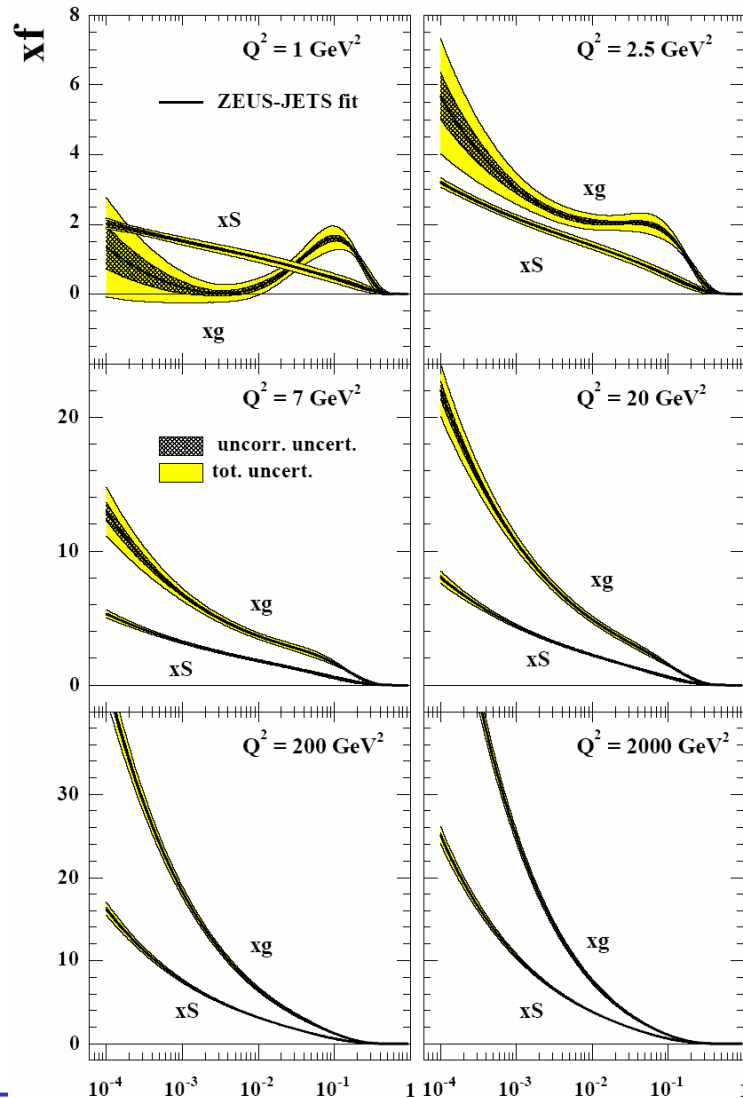 xf
8
6
4
2
0
Q² = 1 GeV²
ZEUS-JETS fit
xS
xg
Q² = 2.5 GeV²
xg
xS
20
10
0
Q² = 7 GeV²
uncorr. uncert.
tot. uncert.
xg
xS
Q² = 20 GeV²
xg
xS
30
20
10
0
Q² = 200 GeV²
xg
xS
Q² = 2000 GeV²
xg
xS
10⁻⁴ 10⁻³ 10⁻² 10⁻¹ 1 10⁻⁴ 10⁻³ 10⁻² 10⁻¹ 1